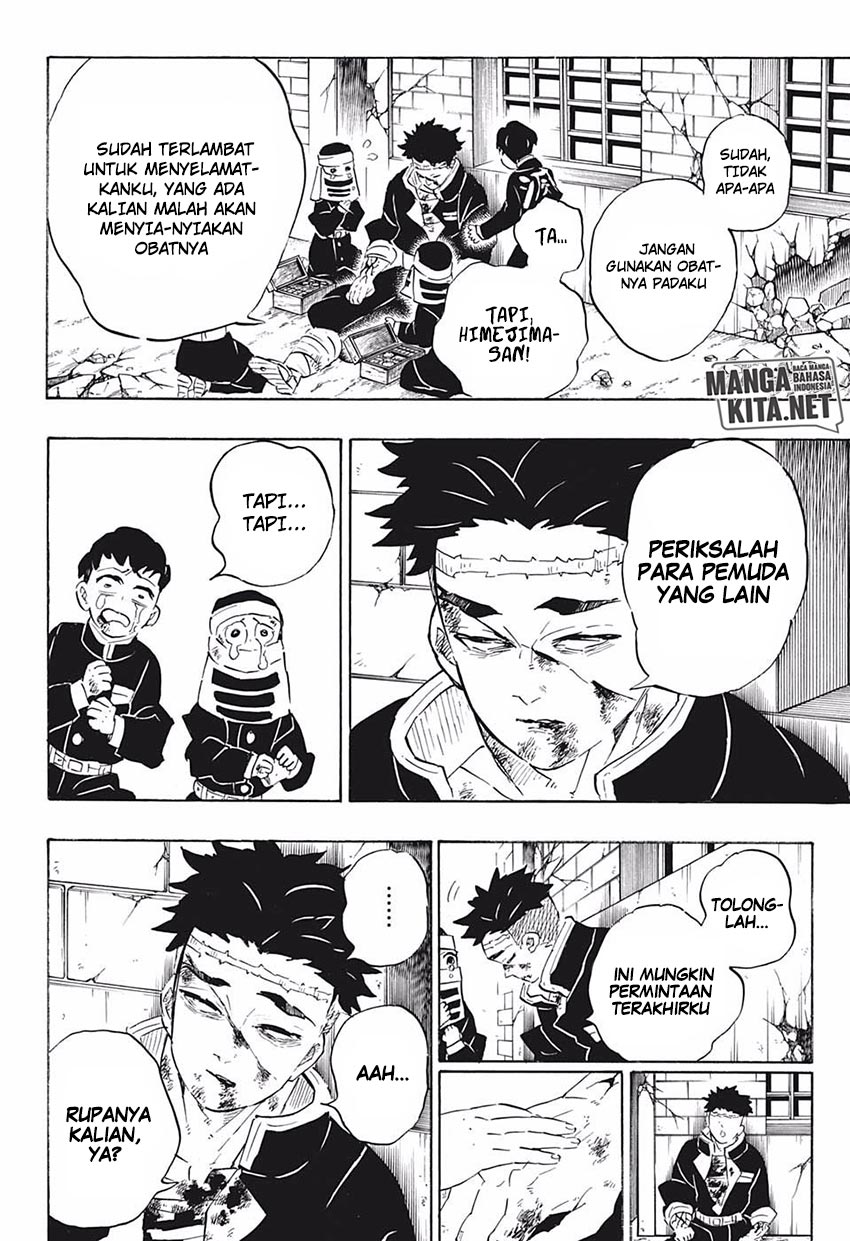 SUDAH,
TIDAK
APA-APA
JANGAN
GUNAKAN OBAT-
NYA PADAKU
TA...
TAPI,
HIMEJIMA-
SAN!
SUDAH TERLAMBAT
UNTUK MENYELAMAT-
KANKU, YANG ADA
KALIAN MALAH AKAN
MENYIA-NYIAKAN
OBATNYA
MANGA
BACA MANGA
BAHASA
INDONESIA
KITA.NET
PERIKSALAH
PARA PEMUDA
YANG LAIN
TAPI...
TAPI...
TOLONG-
LAH...
INI MUNGKIN
PERMINTAAN
TERAKHIRKU
......
AAH...
RUPANYA
KALIAN,
YA?